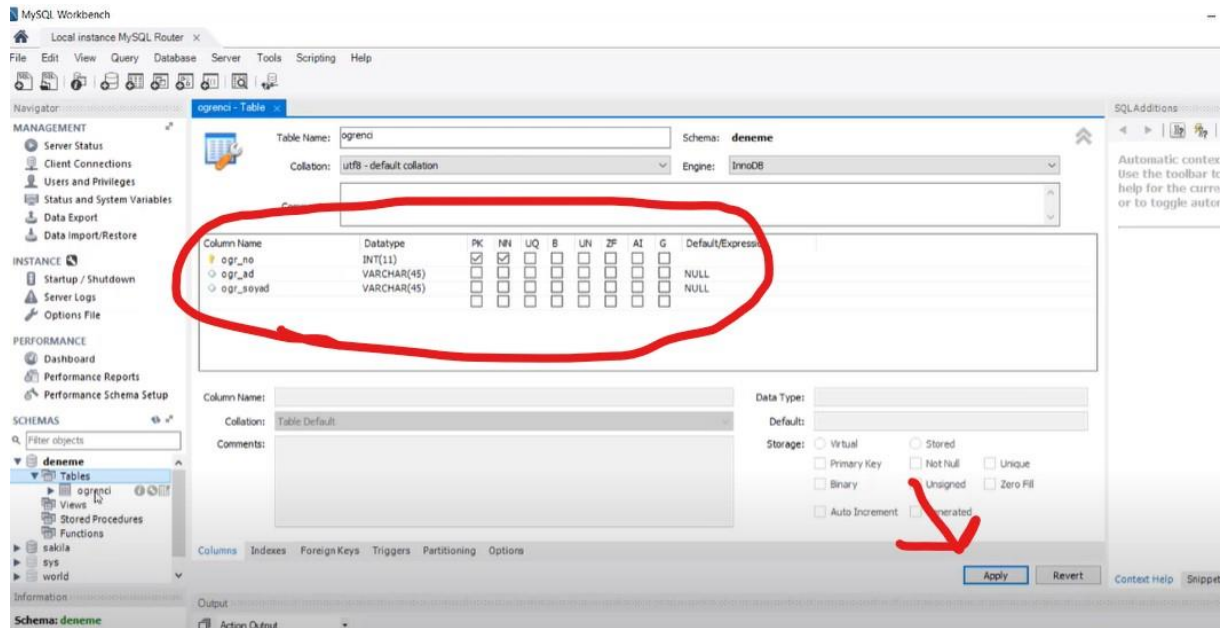 MySQL Workbench
Local instance MySQL Router
File Edit View Query Database Server Tools Scripting Help
Navigator
MANAGEMENT
Server Status
Client Connections
Users and Privileges
Status and System Variables
Data Export
Data Import/Restore
INSTANCE
Startup / Shutdown
Server Logs
Options File
PERFORMANCE
Dashboard
Performance Reports
Performance Schema Setup
SCHEMAS
Filter objects
deneme
Tables
ogrenci
Views
Stored Procedures
Functions
sakila
sys
world
Information
Schema: deneme
ogrenci - Table
Table Name: ogrenci Schema: deneme
Collation: utf8 - default collation Engine: InnoDB
Column Name Datatype PK NN UQ B UN ZF AI G Default/Expression
ogr_no INT(11)
ogr_ad VARCHAR(45) NULL
ogr_soyad VARCHAR(45) NULL
Column Name: Data Type:
Collation: Table Default Default:
Comments: Storage: Virtual Stored
Primary Key Not Null Unique
Binary Unsigned Zero Fill
Auto Increment Generated
Columns Indexes Foreign Keys Triggers Partitioning Options
Apply Revert
Output
Action Output
SQLAdditions
Automatic contex
Use the toolbar to
help for the curre
or to toggle autor
Context Help Snippet